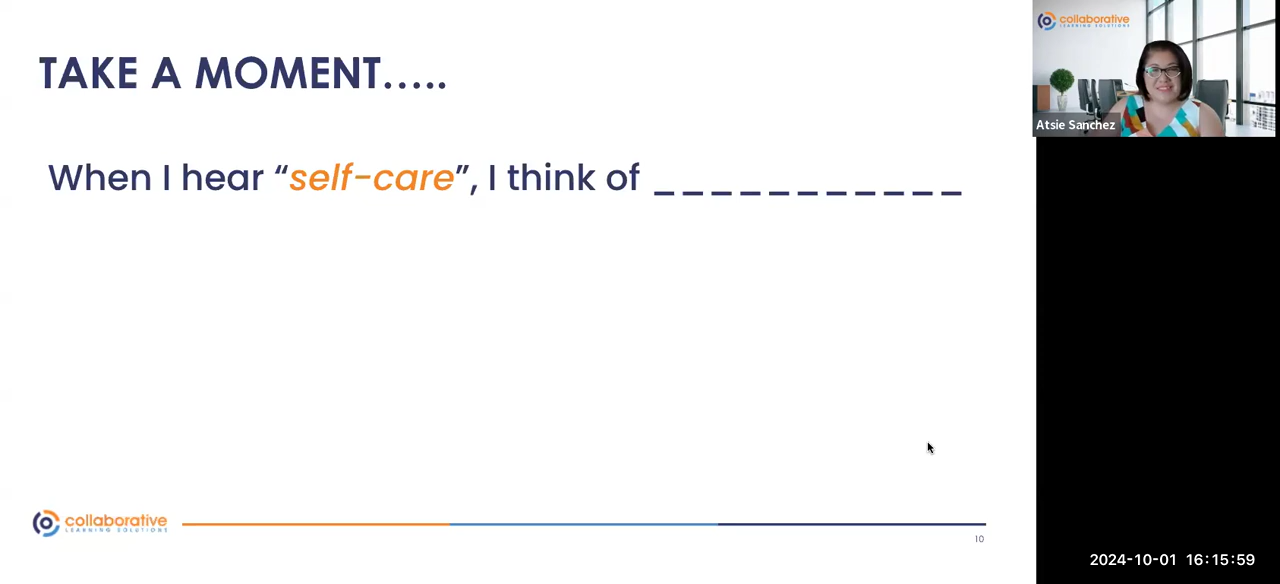 TAKE A MOMENT.....
When I hear “self-care”, I think of _ _ _ _ _ _ _ _ _ _ _
collaborative
LEARNING SOLUTIONS
10
collaborative
LEARNING SOLUTIONS
Atsie Sanchez
2024-10-01 16:15:59